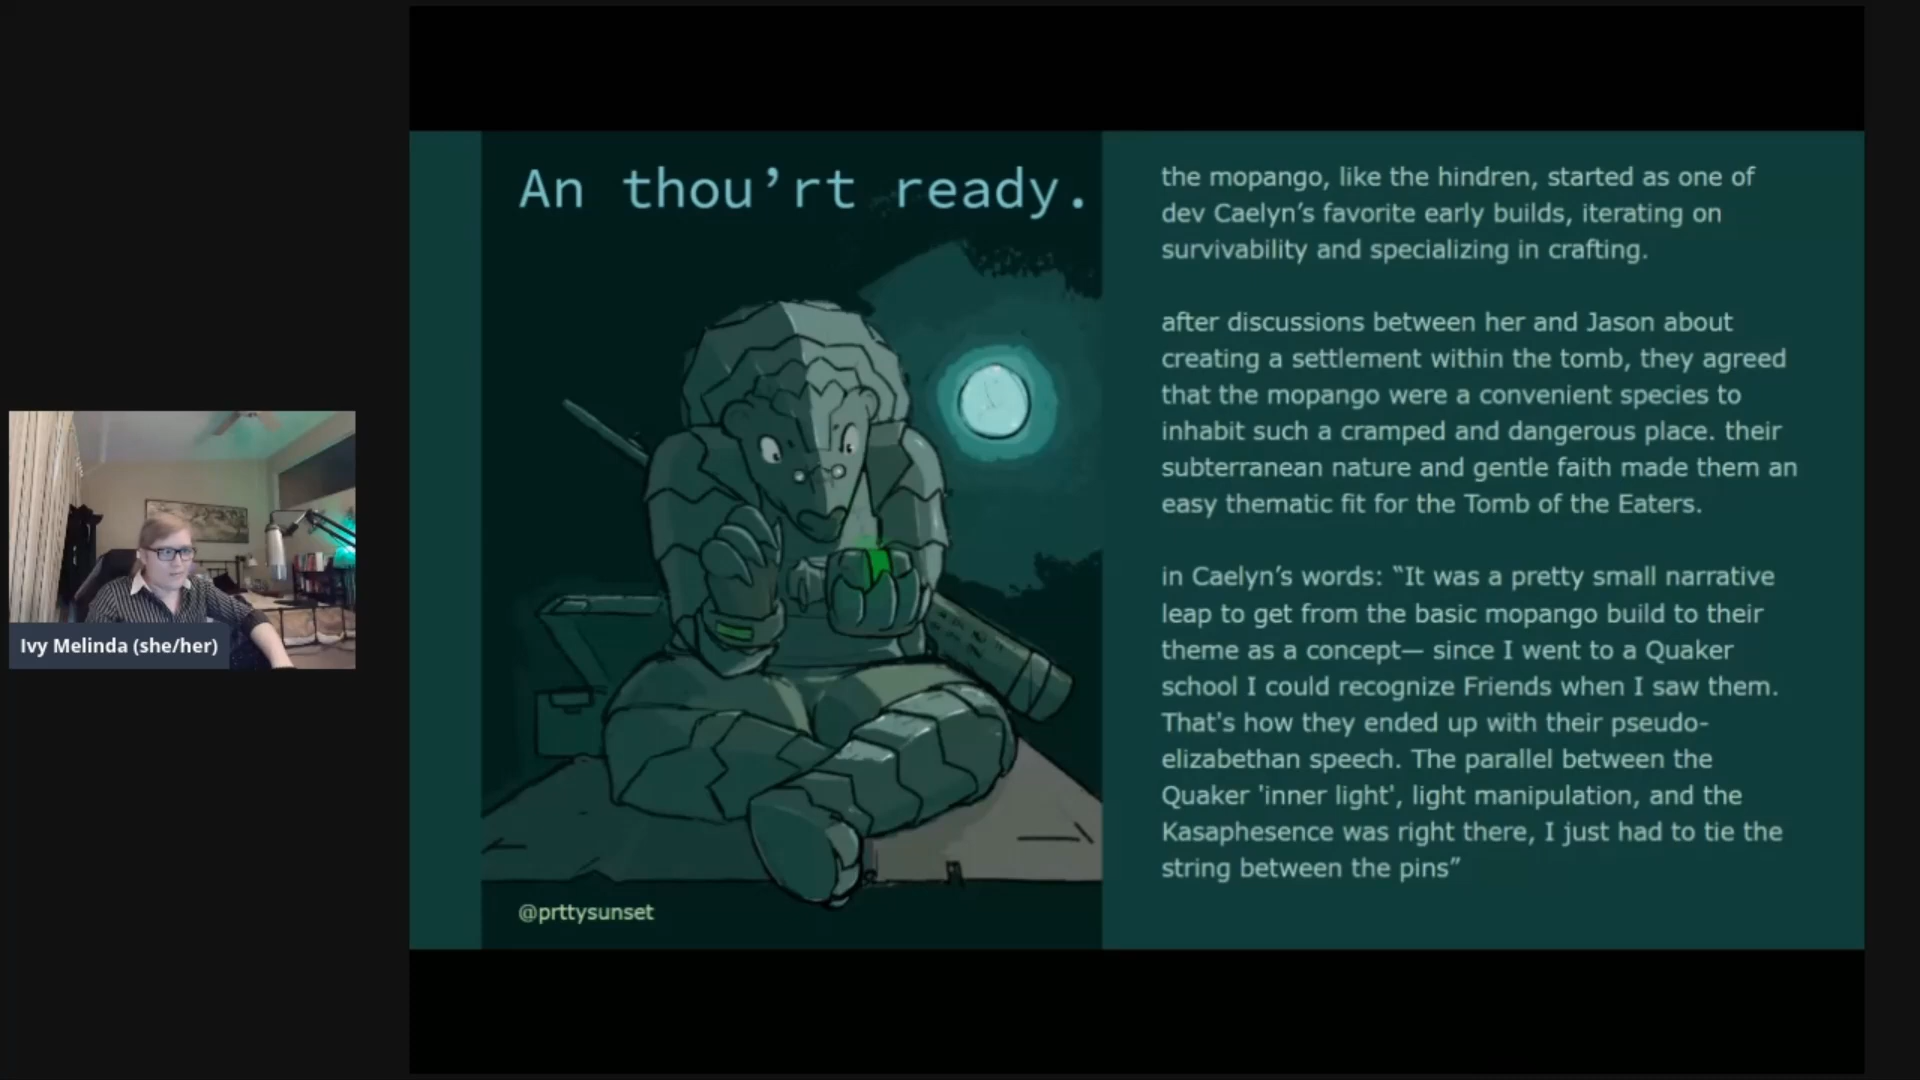 An thou’rt ready.
the mopango, like the hindren, started as one of
dev Caelyn’s favorite early builds, iterating on
survivability and specializing in crafting.
after discussions between her and Jason about
creating a settlement within the tomb, they agreed
that the mopango were a convenient species to
inhabit such a cramped and dangerous place. their
subterranean nature and gentle faith made them an
easy thematic fit for the Tomb of the Eaters.
in Caelyn’s words: “It was a pretty small narrative
leap to get from the basic mopango build to their
theme as a concept— since I went to a Quaker
school I could recognize Friends when I saw them.
That's how they ended up with their pseudo-
elizabethan speech. The parallel between the
Quaker 'inner light', light manipulation, and the
Kasaphesence was right there, I just had to tie the
string between the pins”
@prttysunset
Ivy Melinda (she/her)